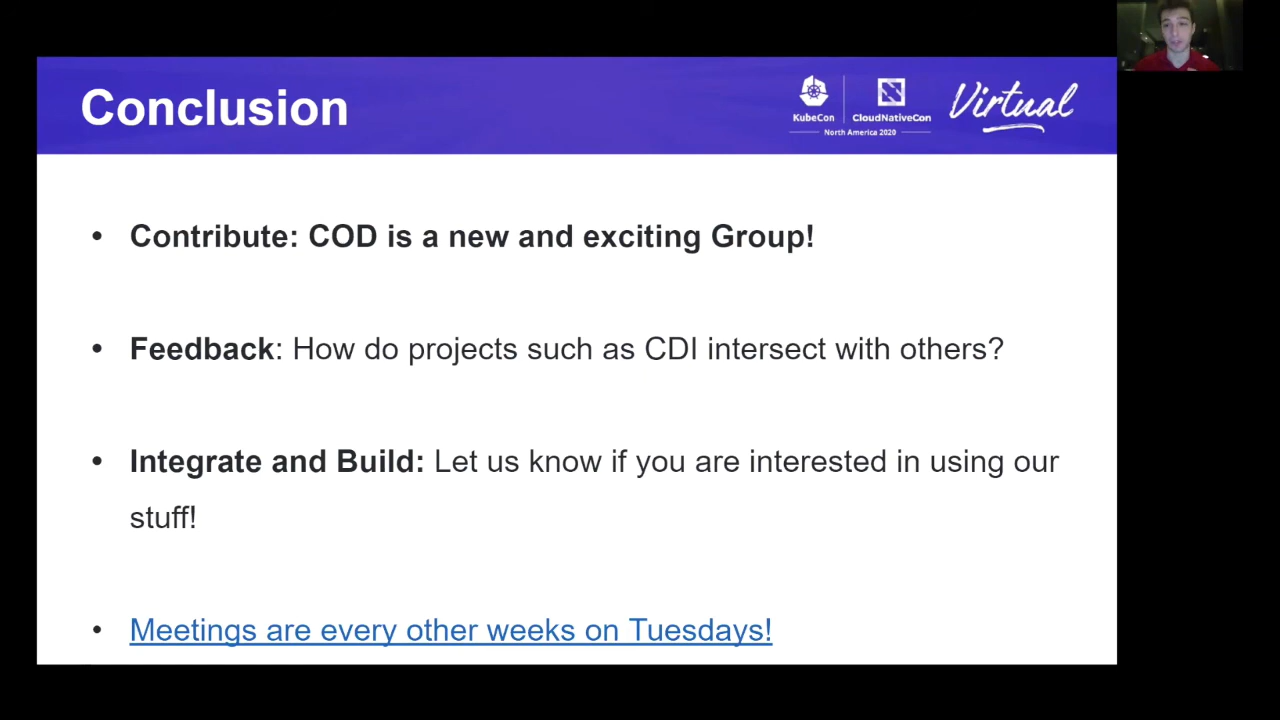 Conclusion
KubeCon
CloudNativeCon
North America 2020
Virtual
• Contribute: COD is a new and exciting Group!
• Feedback: How do projects such as CDI intersect with others?
• Integrate and Build: Let us know if you are interested in using our
stuff!
• Meetings are every other weeks on Tuesdays!